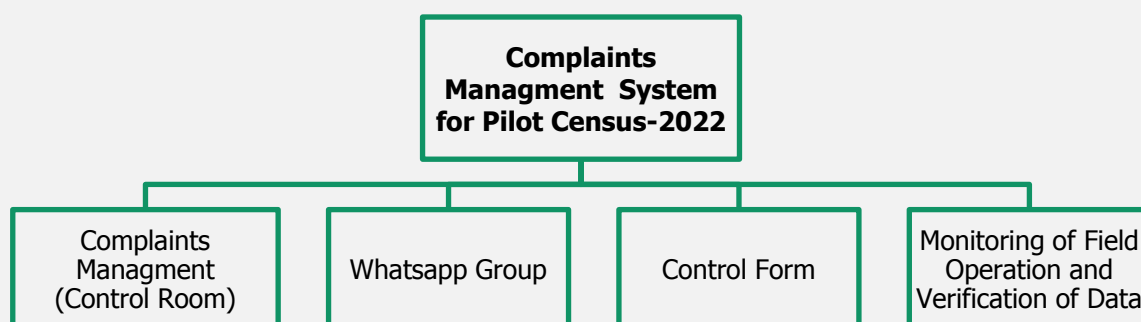 Complaints
Managment System
for Pilot Census-2022
Complaints
Managment
(Control Room)
Whatsapp Group
Control Form
Monitoring of Field
Operation and
Verification of Data